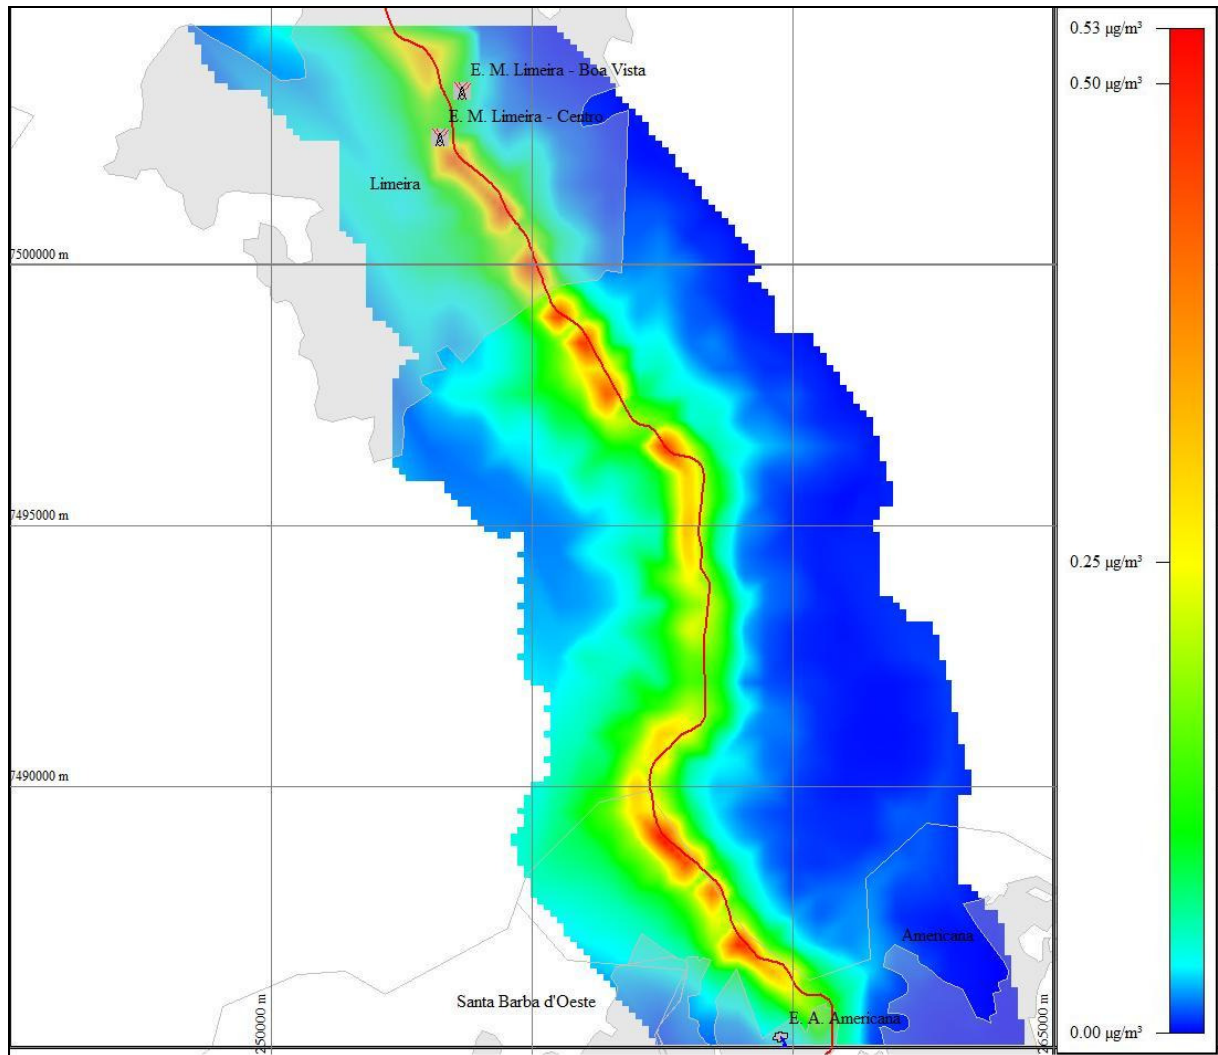 0.53 µg/m³
0.50 µg/m³
E. M. Limeira - Boa Vista
E. M. Limeira - Centro
Limeira
7500000 m
7495000 m
0.25 µg/m³
7490000 m
Americana
Santa Barba d'Oeste
E. A. Americana
250000 m
265000 m
0.00 µg/m³